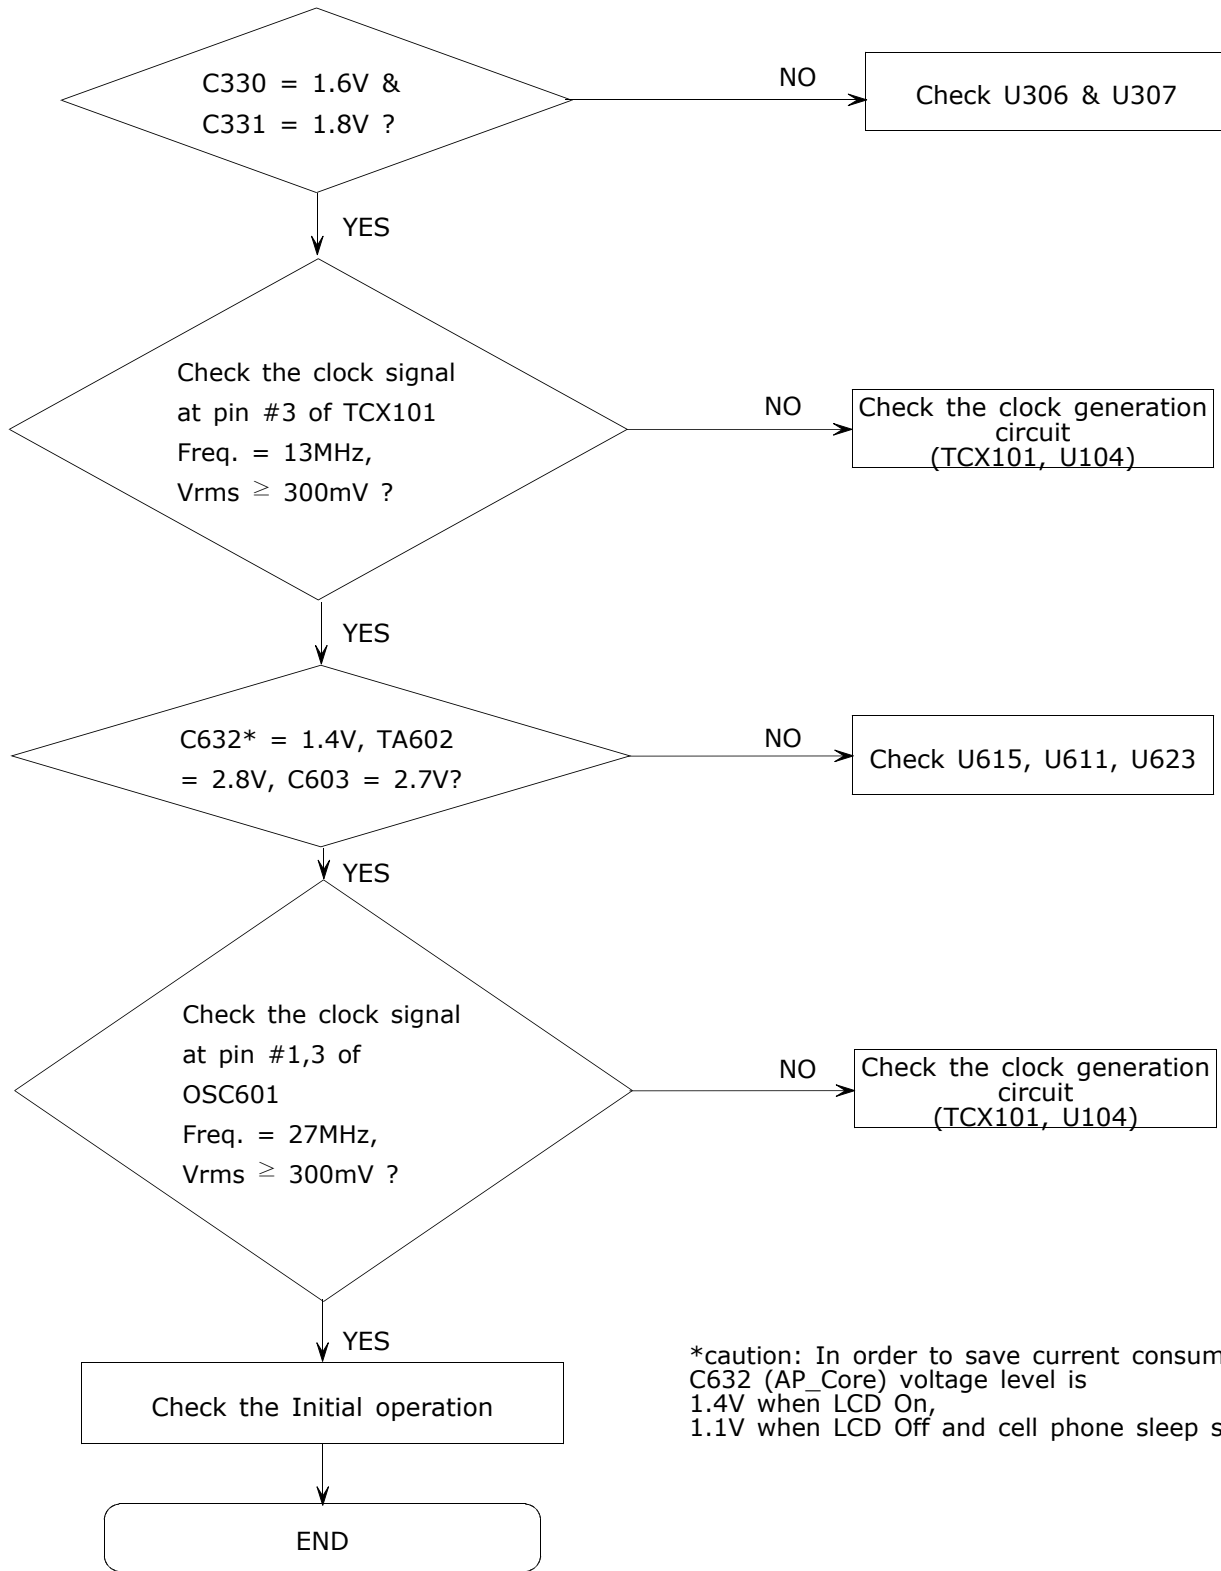 C330 = 1.6V &
C331 = 1.8V ?
NO
Check U306 & U307
YES
Check the clock signal
at pin #3 of TCX101
Freq. = 13MHz,
Vrms ≥ 300mV ?
NO
Check the clock generation
circuit
(TCX101, U104)
YES
C632* = 1.4V, TA602
= 2.8V, C603 = 2.7V?
NO
Check U615, U611, U623
YES
Check the clock signal
at pin #1,3 of
OSC601
Freq. = 27MHz,
Vrms ≥ 300mV ?
NO
Check the clock generation
circuit
(TCX101, U104)
YES
Check the Initial operation
END
*caution: In order to save current
C632 (AP_Core) voltage level is
1.4V when LCD On,
1.1V when LCD Off and cell phone sleep